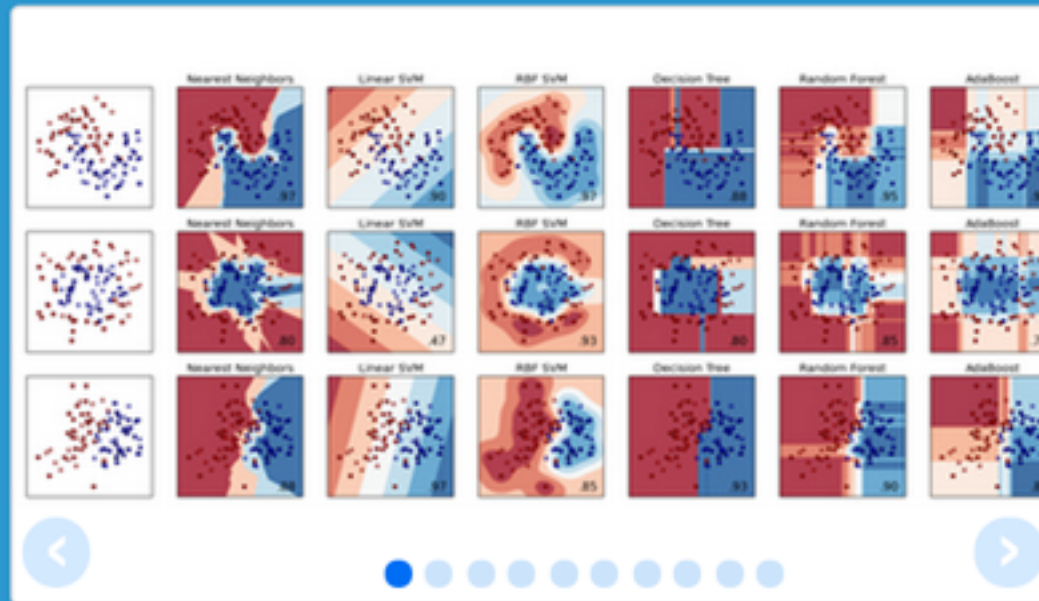 Nearest Neighbors Linear SVM RBF SVM Decision Tree Random Forest AdaBoost
.97 .90 .97 .88 .95
Nearest Neighbors Linear SVM RBF SVM Decision Tree Random Forest AdaBoost
.80 .47 .93 .80 .85
Nearest Neighbors Linear SVM RBF SVM Decision Tree Random Forest AdaBoost
.97 .85 .93 .90